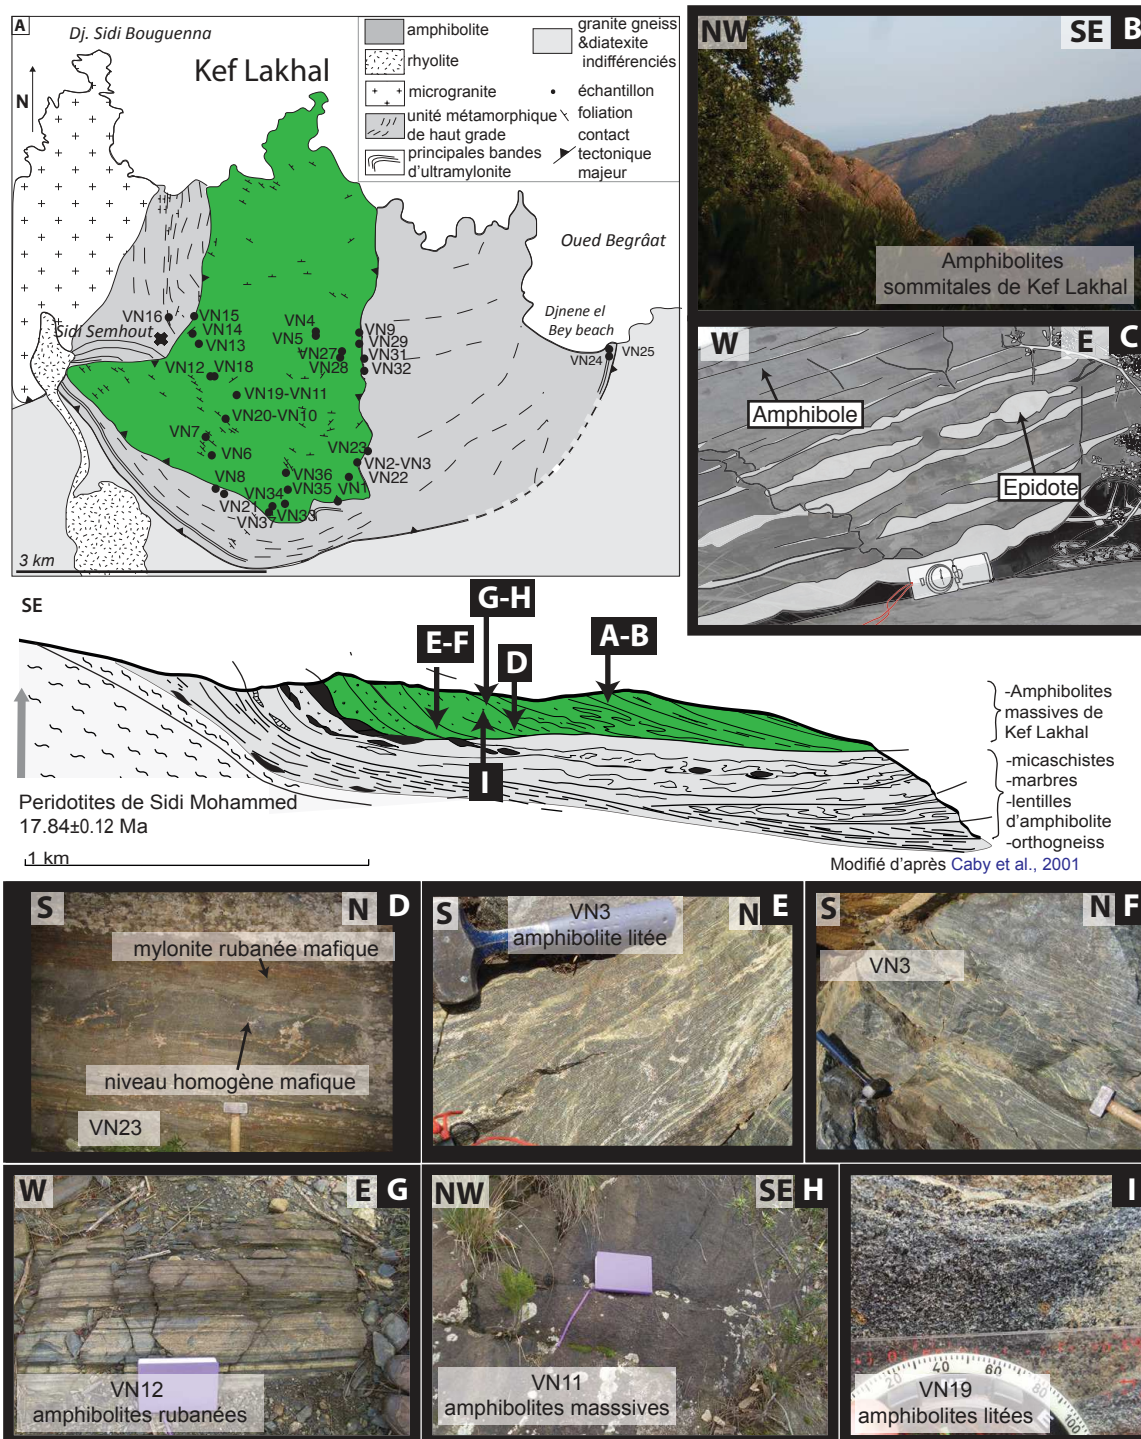 A
Dj. Sidi Bouguenna
Kef Lakhal
N
amphibolite
rhyolite
microgranite
unité métamorphique
de haut grade
principales bandes
d'ultramylonite
granite gneiss
&diatexite
indifférenciés
échantillon
foliation
contact
tectonique
majeur
Oued Begrâat
Djnene el
Bey beach
Sidi Semhout
VN16
VN15
VN14
VN13
VN4
VN5
VN27
VN28
VN9
VN29
VN31
VN32
VN24
VN25
VN12
VN18
VN19-VN11
VN20-VN10
VN7
VN6
VN23
VN2-VN3
VN22
VN8
VN36
VN35
VN1
VN21
VN34
VN37
VN33
3 km
NW
SE
B
Amphibolites
sommitales de Kef Lakhal
W
E
C
Amphibole
Epidote
SE
G-H
E-F
D
A-B
I
-Amphibolites
massives de
Kef Lakhal
-micaschistes
-marbres
-lentilles
d'amphibolite
-orthogneiss
Peridotites de Sidi Mohammed
17.84±0.12 Ma
1 km
Modifié d'après Caby et al., 2001
S
N
D
mylonite rubanée mafique
niveau homogène mafique
VN23
S
N
E
VN3
amphibolite litée
S
N
F
VN3
W
E
G
VN12
amphibolites rubanées
NW
SE
H
VN11
amphibolites masssives
I
20
40
60
80
100
VN19
amphibolites litées